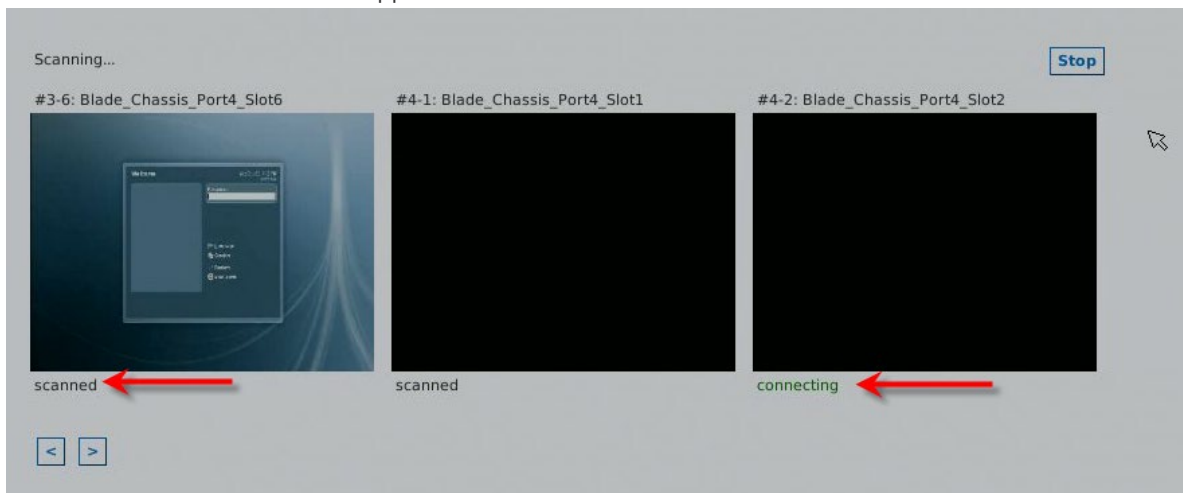 Scanning...
Stop
#3-6: Blade_Chassis_Port4_Slot6
#4-1: Blade_Chassis_Port4_Slot1
#4-2: Blade_Chassis_Port4_Slot2
Welcome
scanned
scanned
connecting
< >